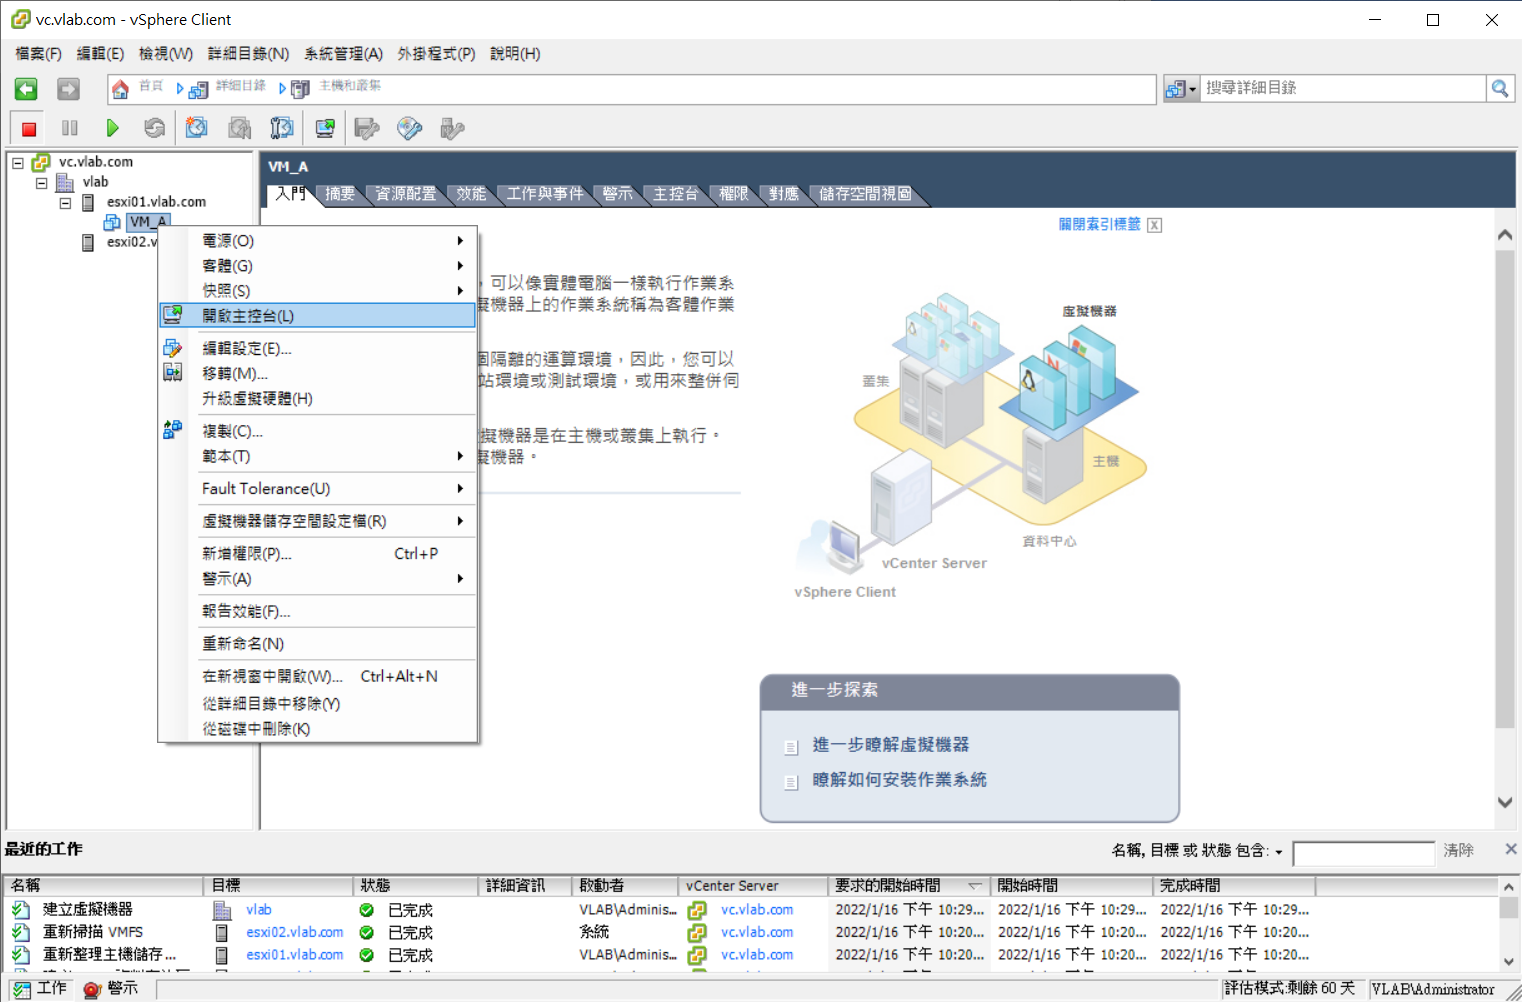 vc.vlab.com - vSphere Client
檔案(F) 編輯(E) 檢視(W) 詳細目錄(N) 系統管理(A) 外掛程式(P) 說明(H)
首頁 詳細目錄 主機和叢集
搜尋詳細目錄
vc.vlab.com
vlab
esxi01.vlab.com
VM_A
esxi02.v
電源(O)
客體(G)
快照(S)
開啟主控台(L)
編輯設定(E)...
移轉(M)...
升級虛擬硬體(H)
複製(C)...
範本(T)
Fault Tolerance(U)
虛擬機器儲存空間設定檔(R)
新增權限(P)... Ctrl+P
警示(A)
報告效能(F)...
重新命名(N)
在新視窗中開啟(W)... Ctrl+Alt+N
從詳細目錄中移除(Y)
從磁碟中刪除(K)
VM_A
入門 摘要 資源配置 效能 工作與事件 警示 主控台 權限 對應 儲存空間視圖
關閉索引標籤
,可以像實體電腦一樣執行作業系
擬機器上的作業系統稱為客體作業
個隔離的運算環境,因此,您可以
站環境或測試環境,或用來整併伺
擬機器是在主機或叢集上執行。
擬機器。
虛擬機器
叢集
主機
資料中心
vCenter Server
vSphere Client
進一步探索
進一步瞭解虛擬機器
瞭解如何安裝作業系統
最近的工作
名稱, 目標 或 狀態 包含: 清除
名稱 目標 狀態 詳細資訊 啟動者 vCenter Server 要求的開始時間 開始時間 完成時間
建立虛擬機器 vlab 已完成 VLAB\Adminis... vc.vlab.com 2022/1/16 下午 10:29... 2022/1/16 下午 10:29... 2022/1/16 下午 10:29...
重新掃描 VMFS esxi02.vlab.com 已完成 系統 vc.vlab.com 2022/1/16 下午 10:20... 2022/1/16 下午 10:20... 2022/1/16 下午 10:20...
重新整理主機儲存... esxi01.vlab.com 已完成 VLAB\Adminis... vc.vlab.com 2022/1/16 下午 10:20... 2022/1/16 下午 10:20... 2022/1/16 下午 10:20...
工作 警示
評估模式:剩餘 60 天 VLAB\Administrator